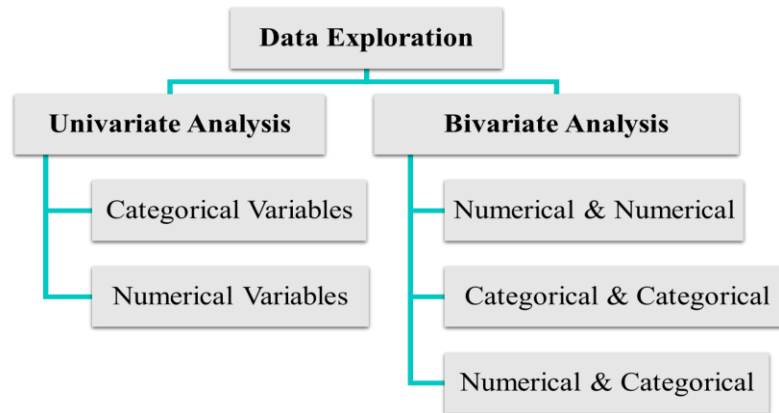 Data Exploration
Univariate Analysis
Categorical Variables
Numerical Variables
Bivariate Analysis
Numerical & Numerical
Categorical & Categorical
Numerical & Categorical